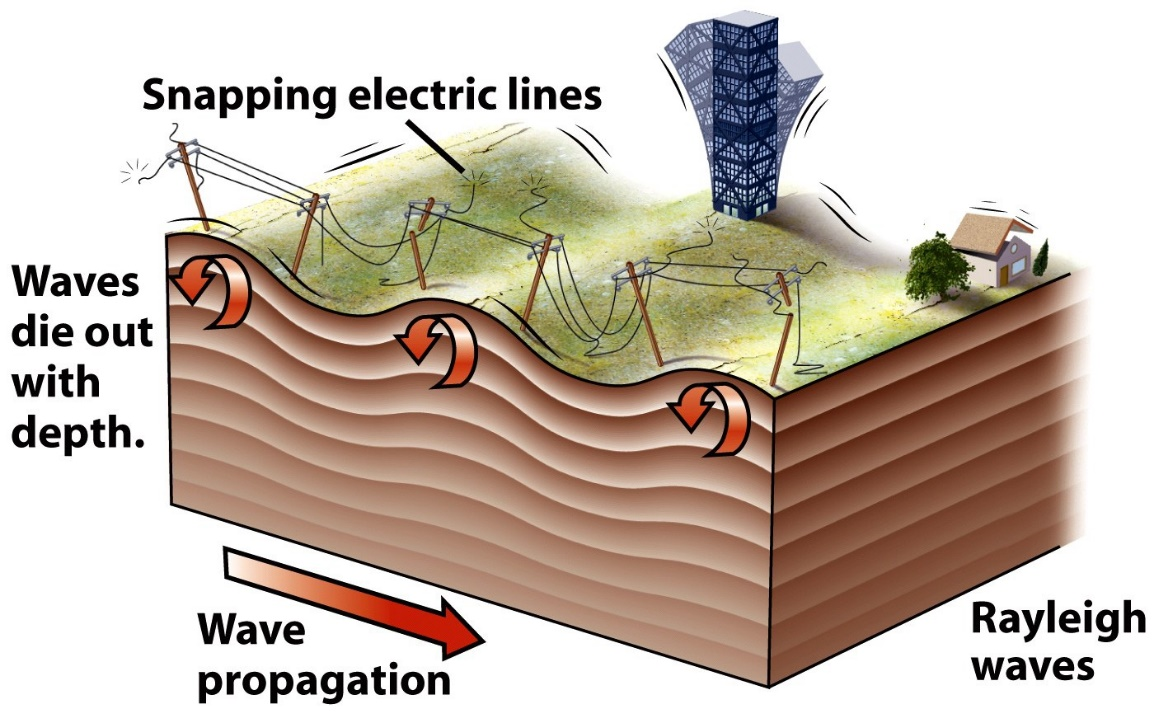 Snapping electric lines
Waves
die out
with
depth.
Wave
propagation
Rayleigh
waves